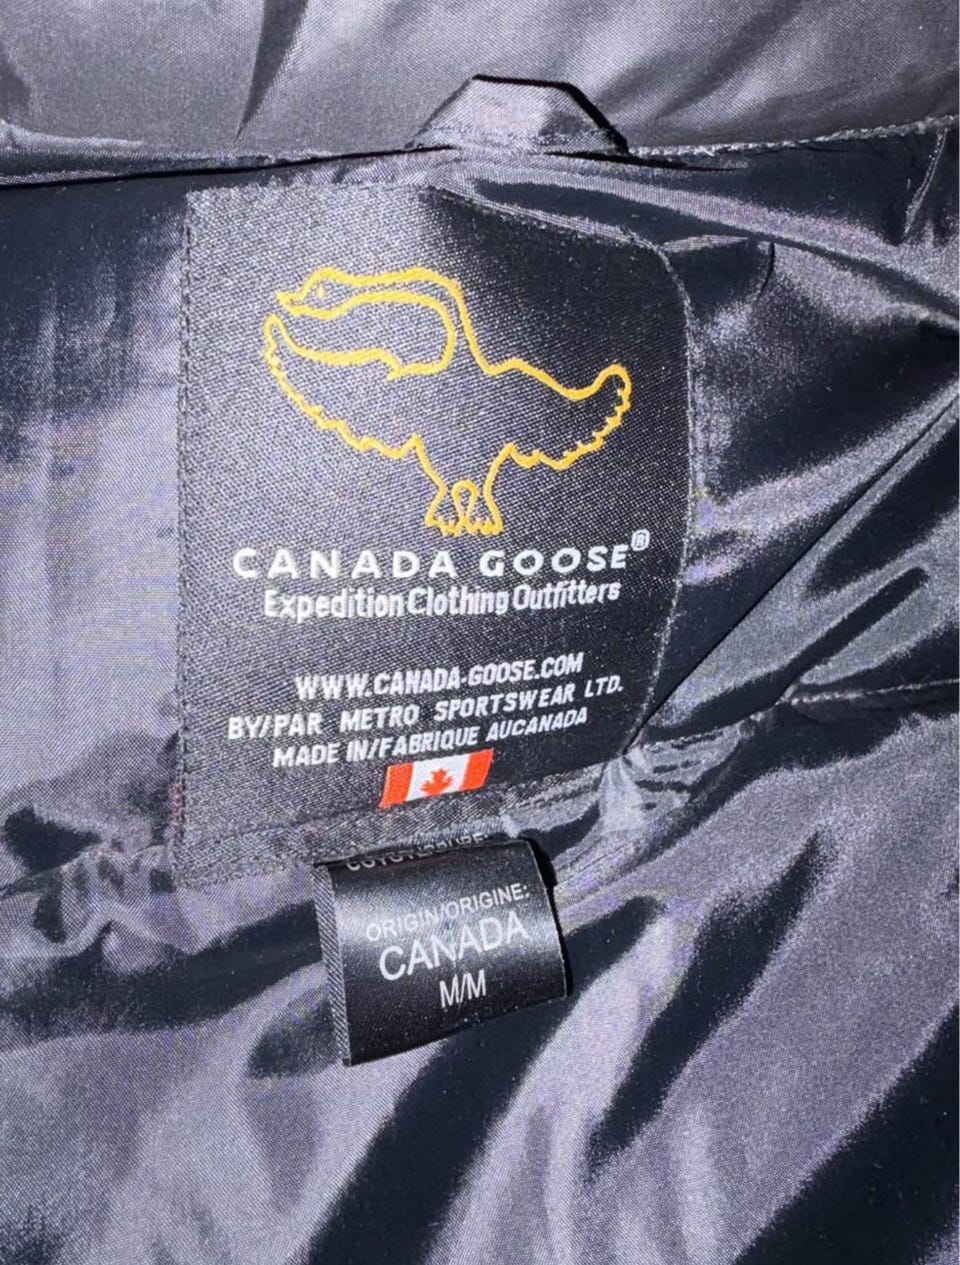 CANADA GOOSE®
Expedition Clothing Outfitters
WWW.CANADA-GOOSE.COM
BY/PAR METRO SPORTSWEAR LTD.
MADE IN/FABRIQUE AUCANADA
ORIGIN/ORIGINE:
CANADA
M/M